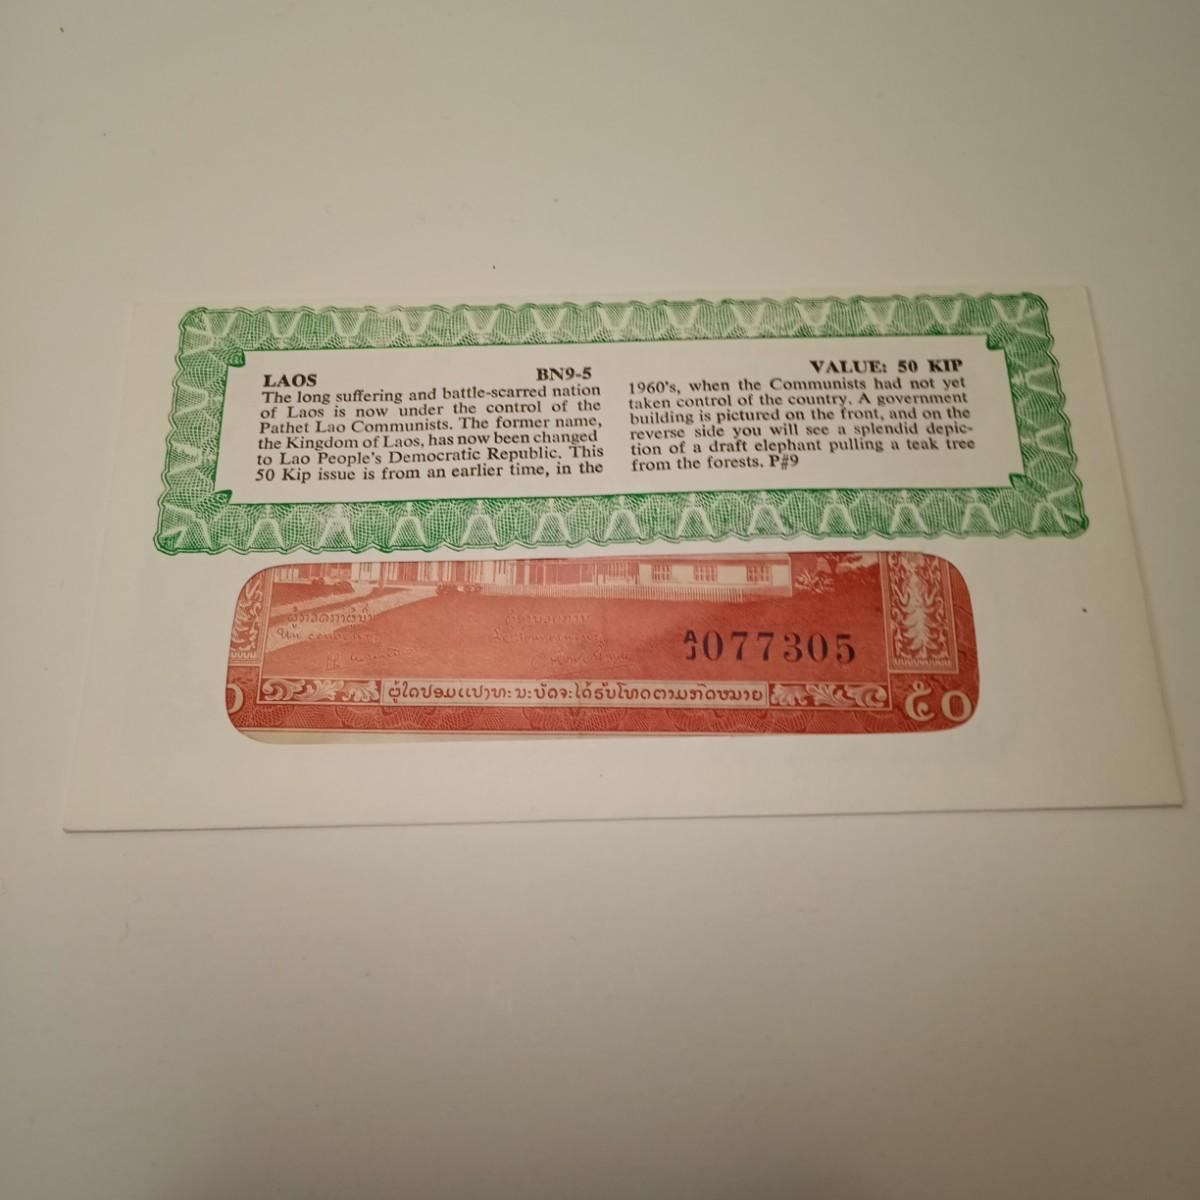 LAOS BN9-5
The long suffering and battle-scarred nation
of Laos is now under the control of the
Pathet Lao Communists. The former name,
the Kingdom of Laos, has now been changed
to Lao People's Democratic Republic. This
50 Kip issue is from an earlier time, in the
VALUE: 50 KIP
1960's, when the Communists had not yet
taken control of the country. A government
building is pictured on the front, and on the
reverse side you will see a splendid depic-
tion of a draft elephant pulling a teak tree
from the forests. P#9
077305
ຜູ້ໃດປອມແປງທະນະບັດຈະໄດ້ຮັບໂທດຕາມກົດໝາຍ
໕໐